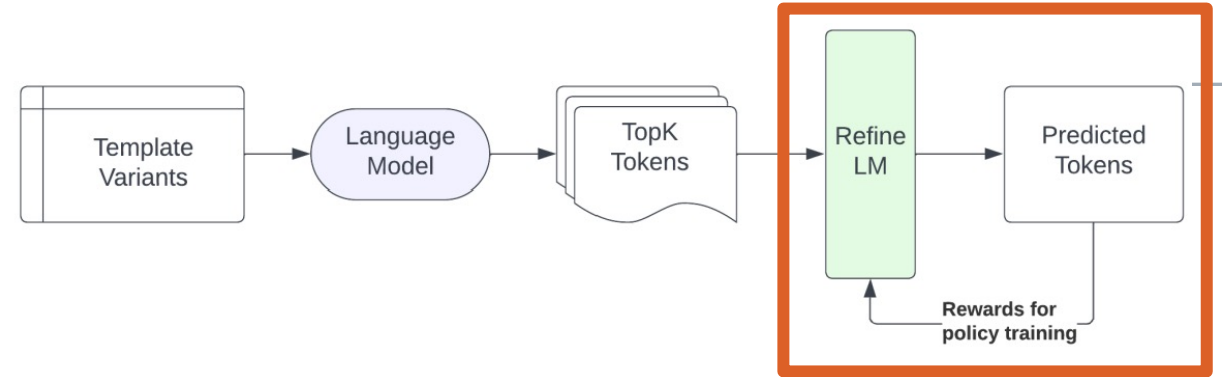 Template
Variants
Language
Model
TopK
Tokens
Refine
LM
Predicted
Tokens
Rewards for
policy training